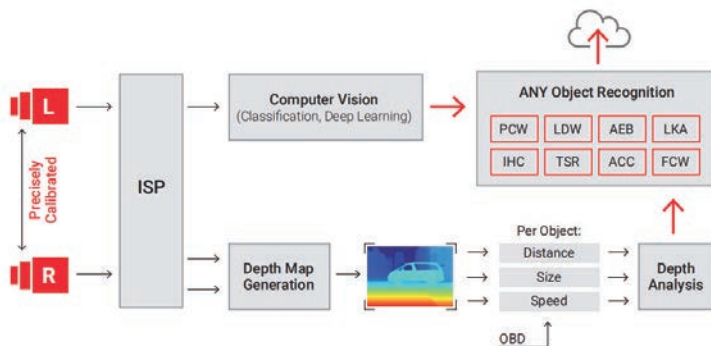 L
Precisely
Calibrated
R
ISP
Computer Vision
(Classification, Deep Learning)
ANY Object Recognition
PCW LDW AEB LKA
IHC TSR ACC FCW
Depth Map
Generation
Per Object:
Distance
Size
Speed
OBD
Depth
Analysis